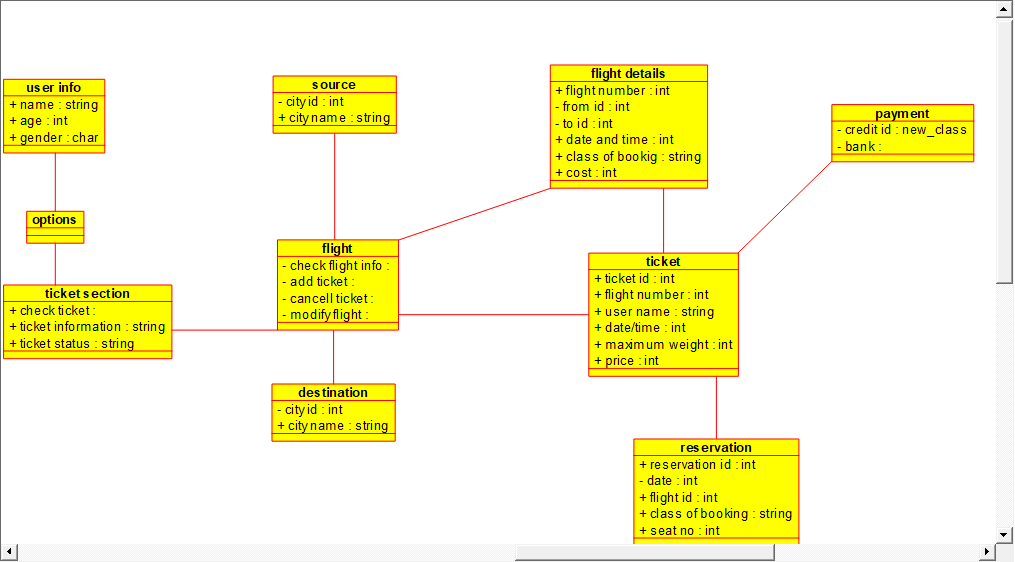 user info
+ name : string
+ age : int
+ gender : char
options
ticket section
+ check ticket :
+ ticket information : string
+ ticket status : string
source
- city id : int
+ city name : string
flight
- check flight info :
- add ticket :
- cancell ticket :
- modify flight :
destination
- city id : int
+ city name : string
flight details
+ flight number : int
- from id : int
- to id : int
+ date and time : int
+ class of bookig : string
+ cost : int
payment
- credit id : new_class
- bank :
ticket
+ ticket id : int
+ flight number : int
+ user name : string
+ date/time : int
+ maximum weight : int
+ price : int
reservation
+ reservation id : int
- date : int
+ flight id : int
+ class of booking : string
+ seat no : int